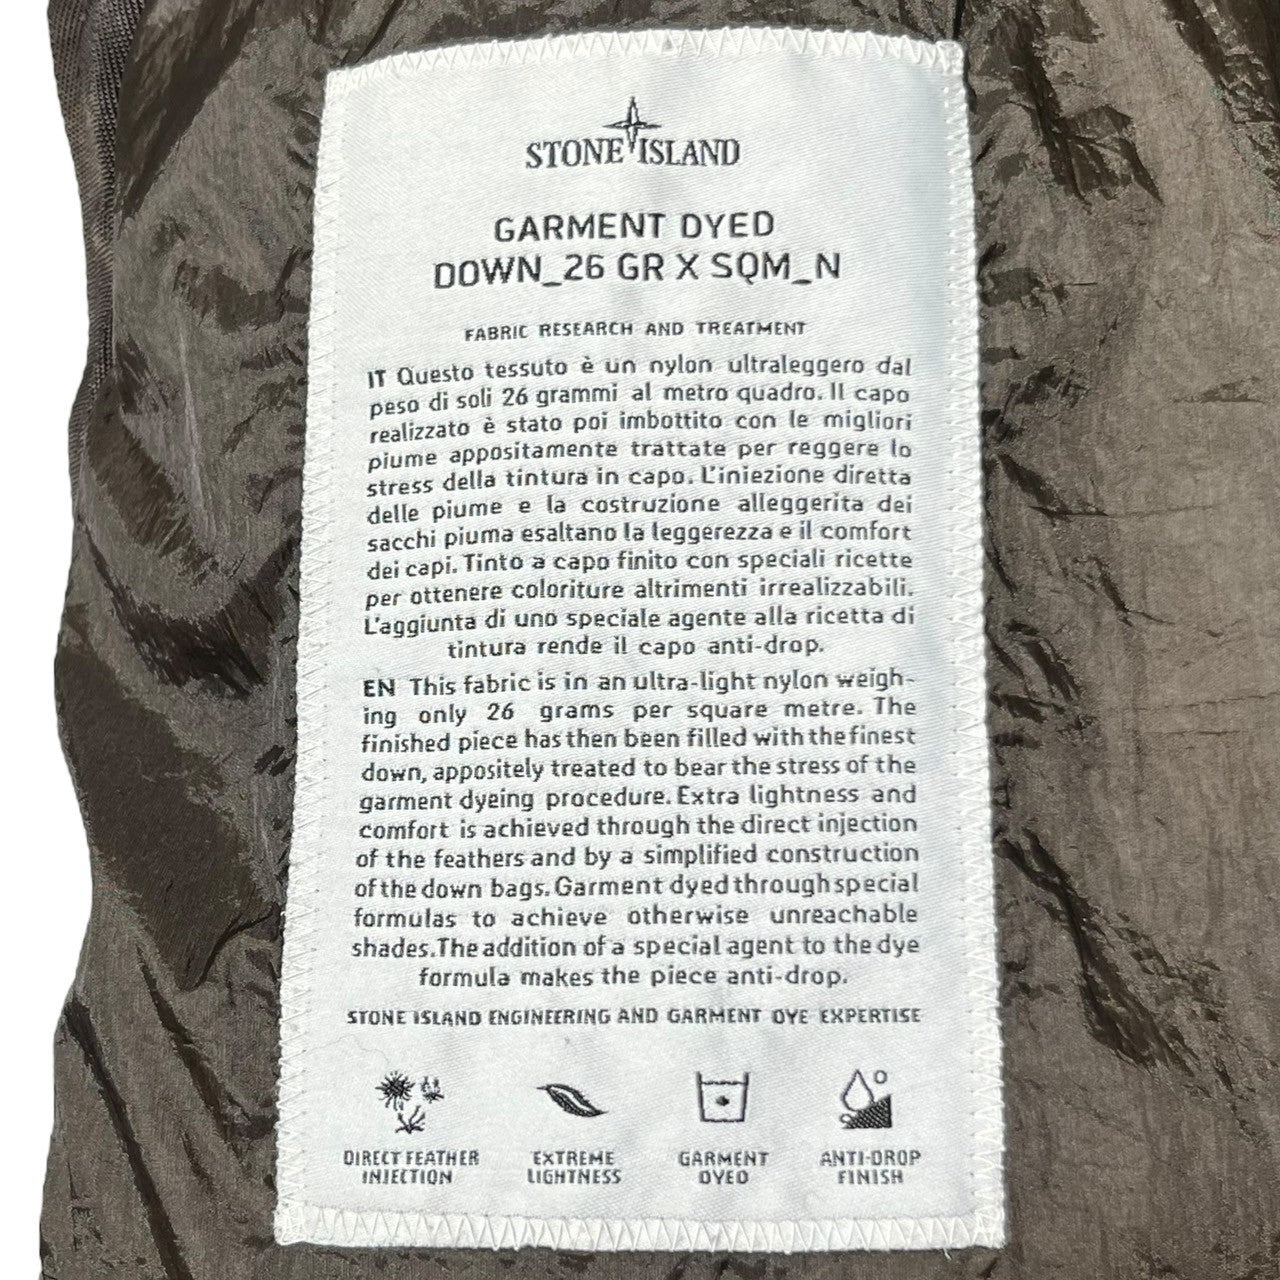 STONE ISLAND
GARMENT DYED
DOWN_26 GR X SQM_N
FABRIC RESEARCH AND TREATMENT
IT Questo tessuto è un nylon ultraleggero dal
peso di soli 26 grammi al metro quadro. Il capo
realizzato è stato poi imbottito con le migliori
piume appositamente trattate per reggere lo
stress della tintura in capo. L'iniezione diretta
delle piume e la costruzione alleggerita dei
sacchi piuma esaltano la leggerezza e il comfort
dei capi. Tinto a capo finito con speciali ricette
per ottenere coloriture altrimenti irrealizzabili.
L'aggiunta di uno speciale agente alla ricetta di
tintura rende il capo anti-drop.
EN This fabric is in an ultra-light nylon weigh-
ing only 26 grams per square metre. The
finished piece has then been filled with the finest
down, appositely treated to bear the stress of the
garment dyeing procedure. Extra lightness and
comfort is achieved through the direct injection
of the feathers and by a simplified construction
of the down bags. Garment dyed through special
formulas to achieve otherwise unreachable
shades. The addition of a special agent to the dye
formula makes the piece anti-drop.
STONE ISLAND ENGINEERING AND GARMENT DYE EXPERTISE
DIRECT FEATHER INJECTION
EXTREME LIGHTNESS
GARMENT DYED
ANTI-DROP FINISH